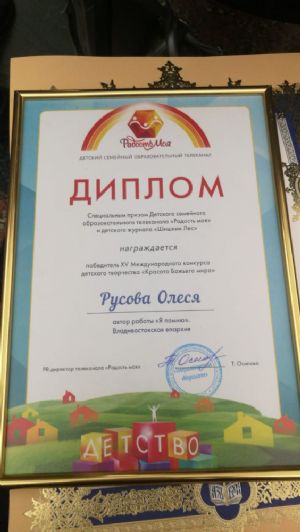 Радость Моя
ДЕТСКИЙ СЕМЕЙНЫЙ ОБРАЗОВАТЕЛЬНЫЙ ТЕЛЕКАНАЛ
ДИПЛОМ
Специальным призом Детского семейного
образовательного телеканала «Радость моя»
и детского журнала «Шишкин Лес»
награждается
победитель XV Международного конкурса
детского творчества «Красота Божьего мира»
Русова Олеся
автор работы «Я помню».
Владивостокская епархия
PR-директор телеканала «Радость моя»
Т. Осипова
ДЕТСТВО